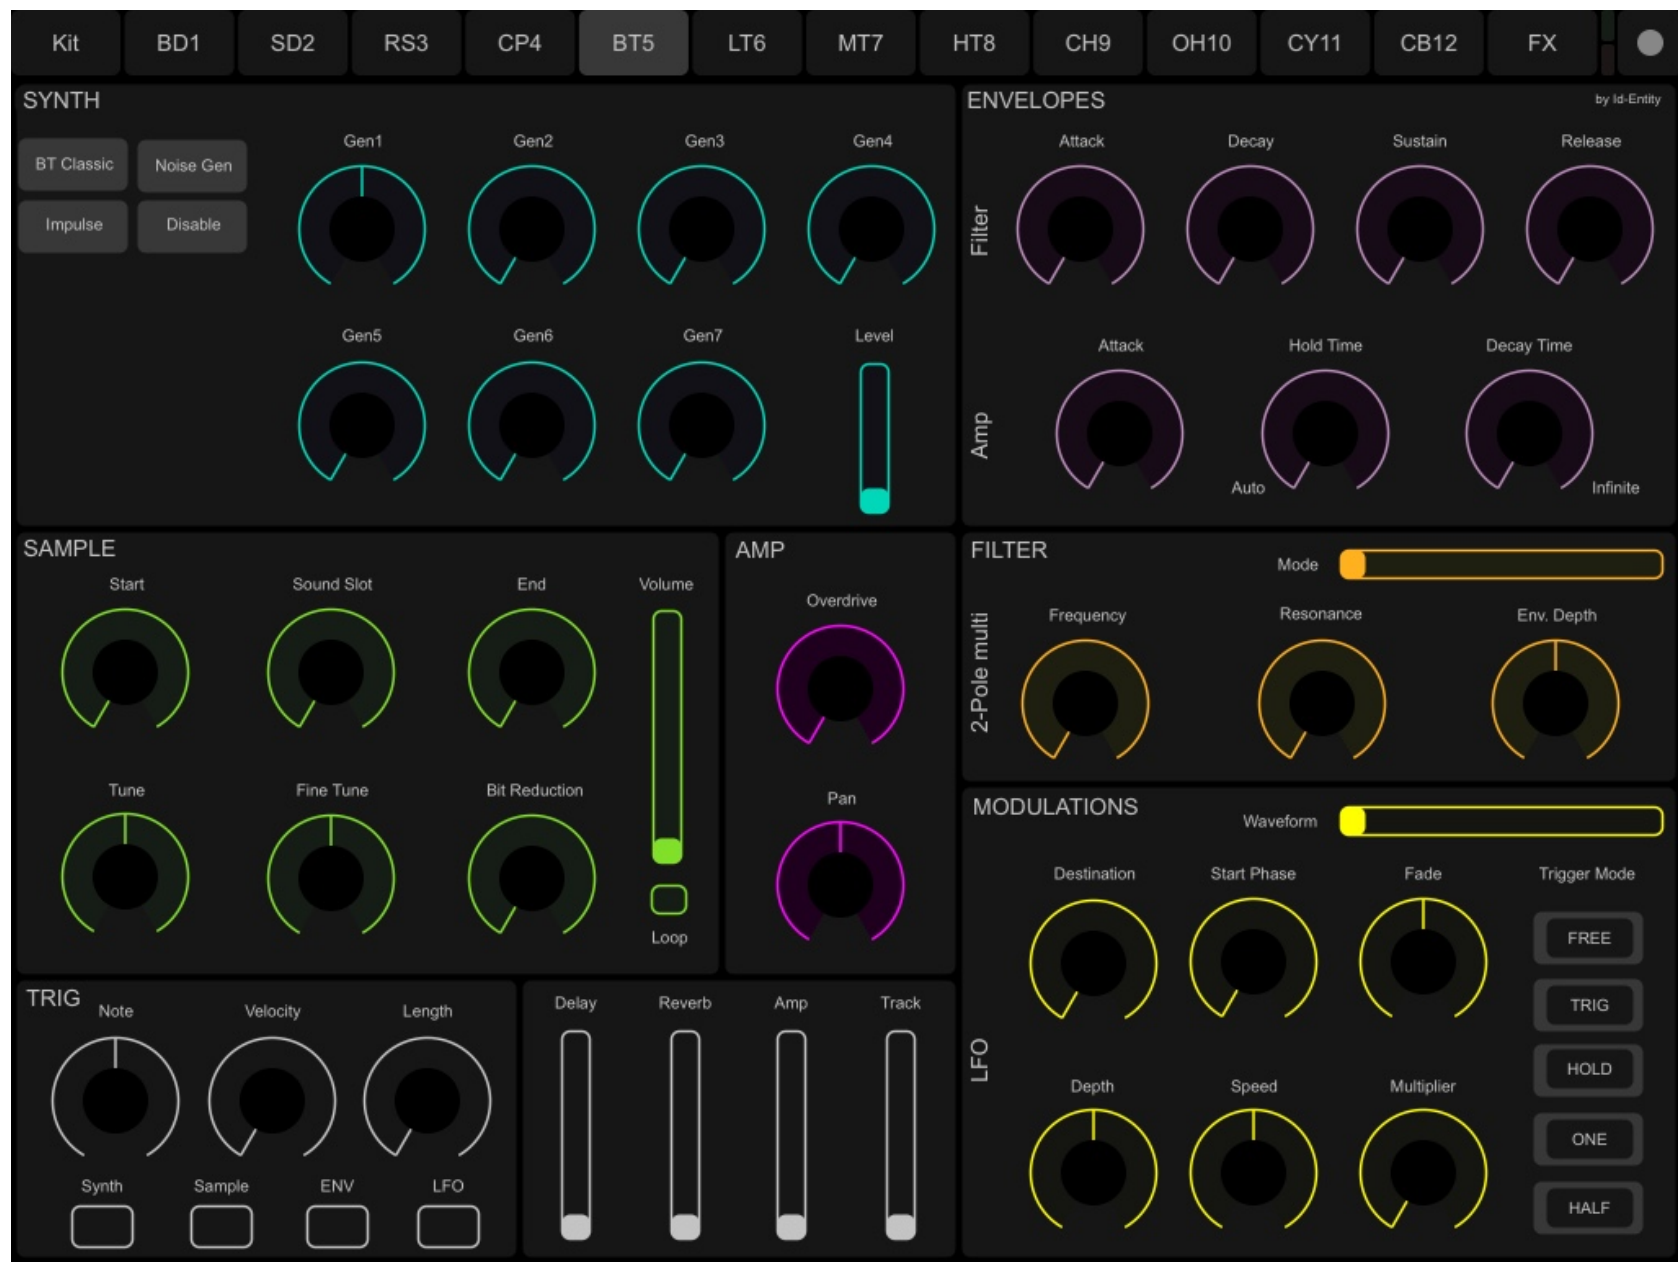 Kit BD1 SD2 RS3 CP4 BT5 LT6 MT7 HT8 CH9 OH10 CY11 CB12 FX
SYNTH
BT Classic Noise Gen
Impulse Disable
Gen1 Gen2 Gen3 Gen4
Gen5 Gen6 Gen7 Level
ENVELOPES
by Id-Entity
Filter
Attack Decay Sustain Release
Amp
Attack Hold Time Decay Time
Auto Infinite
SAMPLE
Start Sound Slot End Volume
Tune Fine Tune Bit Reduction
Loop
AMP
Overdrive
Pan
FILTER
Mode
2-Pole multi
Frequency Resonance Env. Depth
TRIG
Note Velocity Length
Synth Sample ENV LFO
Delay Reverb Amp Track
MODULATIONS
Waveform
LFO
Destination Start Phase Fade Trigger Mode
Depth Speed Multiplier
FREE
TRIG
HOLD
ONE
HALF